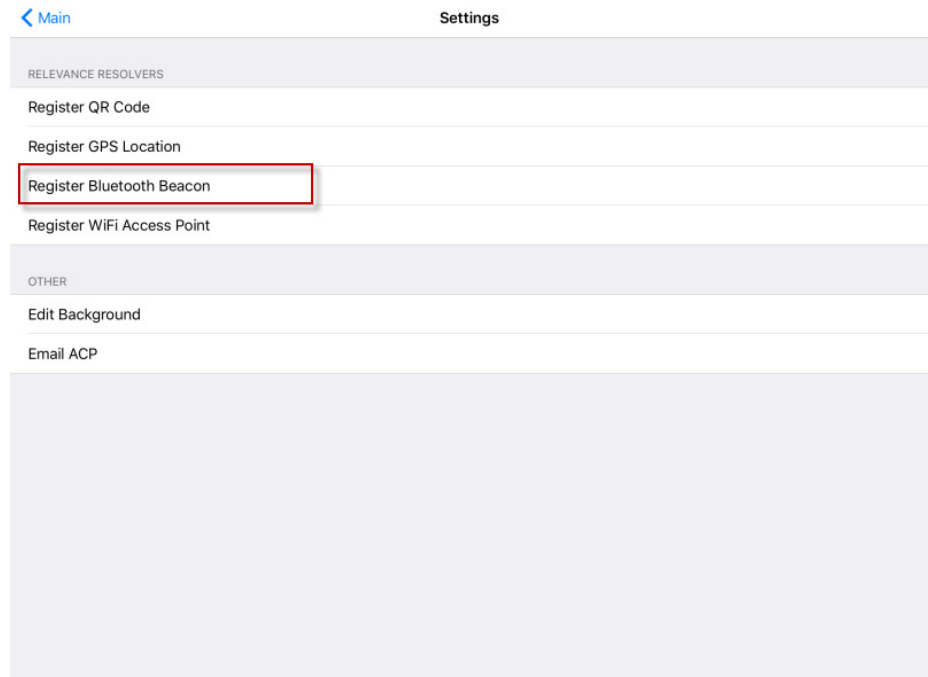 Main
Settings
RELEVANCE RESOLVERS
Register QR Code
Register GPS Location
Register Bluetooth Beacon
Register WiFi Access Point
OTHER
Edit Background
Email ACP